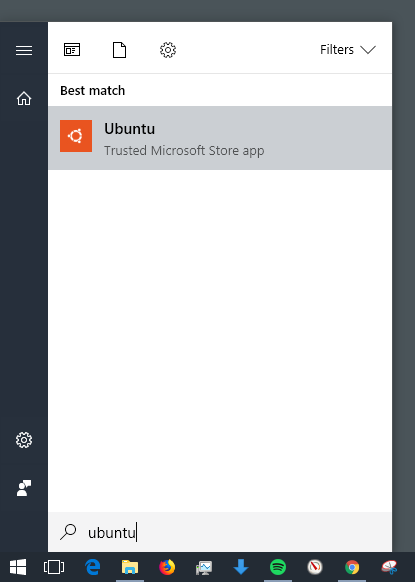 Filters
Best match
Ubuntu
Trusted Microsoft Store app
ubuntu